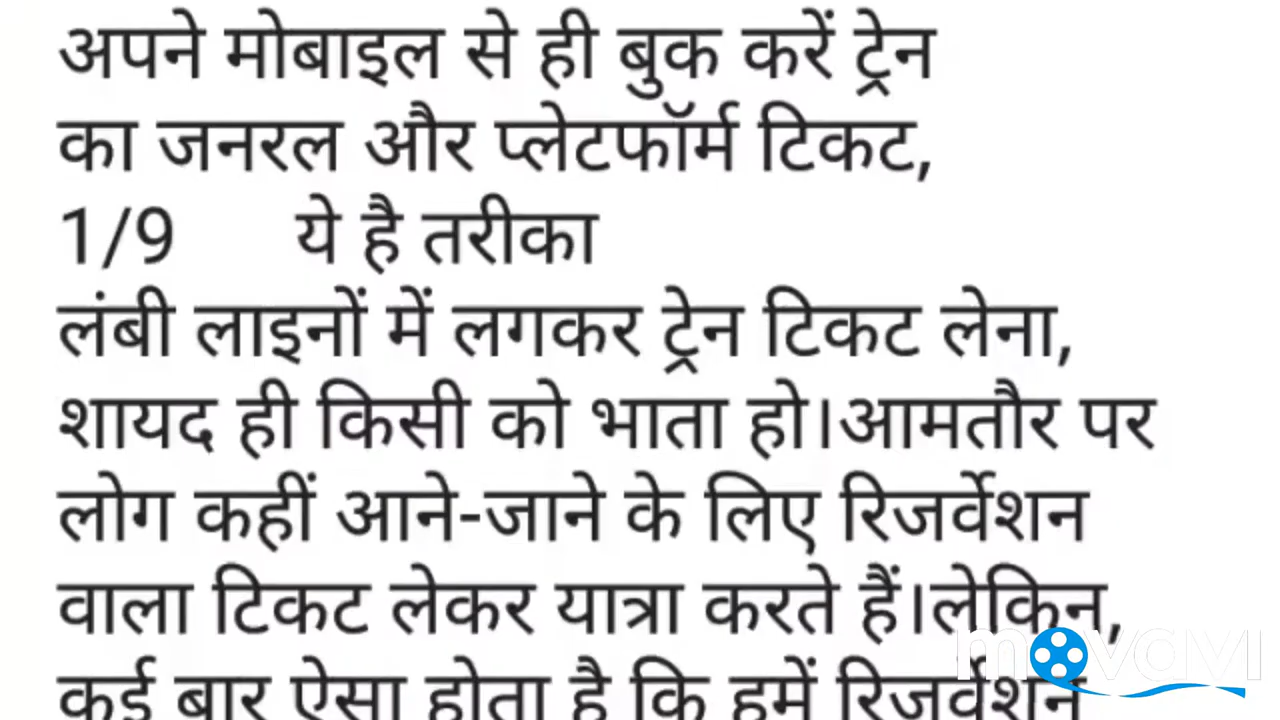 अपने मोबाइल से ही बुक करें ट्रेन
का जनरल और प्लेटफॉर्म टिकट,
1/9 ये है तरीका
लंबी लाइनों में लगकर ट्रेन टिकट लेना,
शायद ही किसी को भाता हो।आमतौर पर
लोग कहीं आने-जाने के लिए रिजर्वेशन
वाला टिकट लेकर यात्रा करते हैं।लेकिन,
कई बार ऐसा होता है कि हमें रिजर्वेशन
movavi